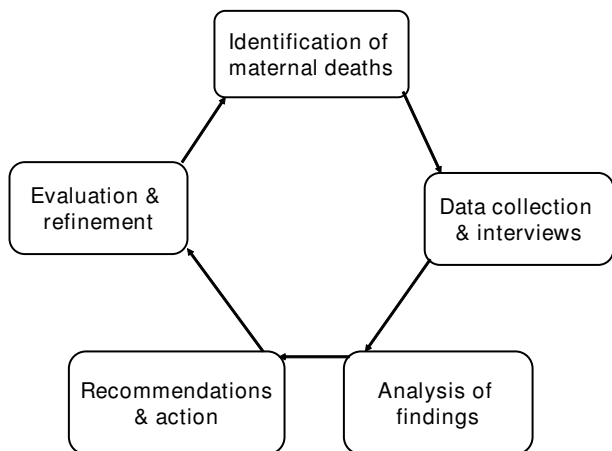 Identification of
maternal deaths
Data collection
& interviews
Analysis of
findings
Recommendations
& action
Evaluation &
refinement